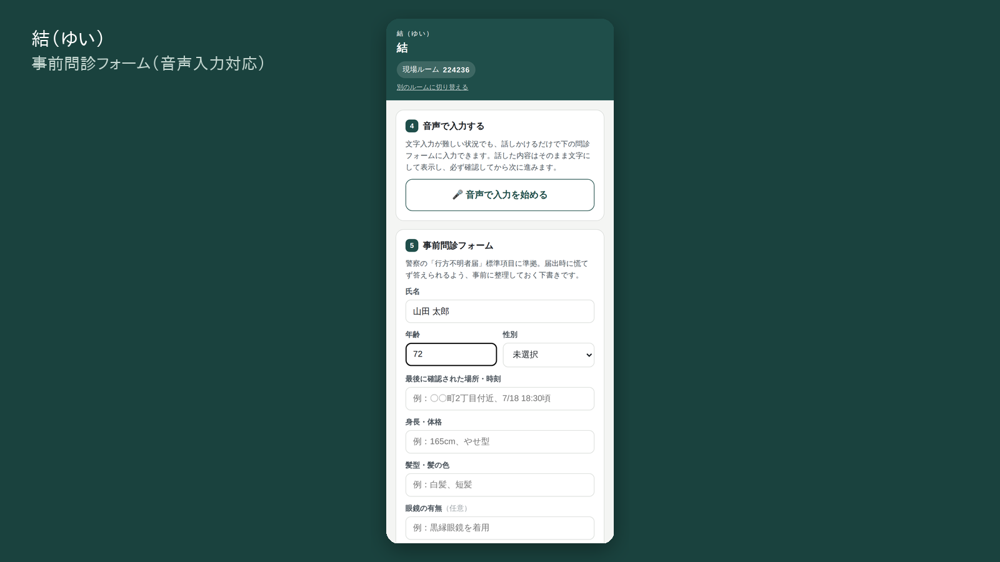 結（ゆい）
事前問診フォーム（音声入力対応）
結（ゆい）
結
現場ルーム 224236
別のルームに切り替える
4 音声で入力する
文字入力が難しい状況でも、話しかけるだけで下の問診
フォームに入力できます。話した内容はそのまま文字に
して表示し、必ず確認してから次に進みます。
🎤 音声で入力を始める
5 事前問診フォーム
警察の「行方不明者届」標準項目に準拠。届出時に慌て
ず答えられるよう、事前に整理しておく下書きです。
氏名
山田 太郎
年齢 性別
72 未選択
最後に確認された場所・時刻
例：〇〇町2丁目付近、7/18 18:30頃
身長・体格
例：165cm、やせ型
髪型・髪の色
例：白髪、短髪
眼鏡の有無（任意）
例：黒縁眼鏡を着用